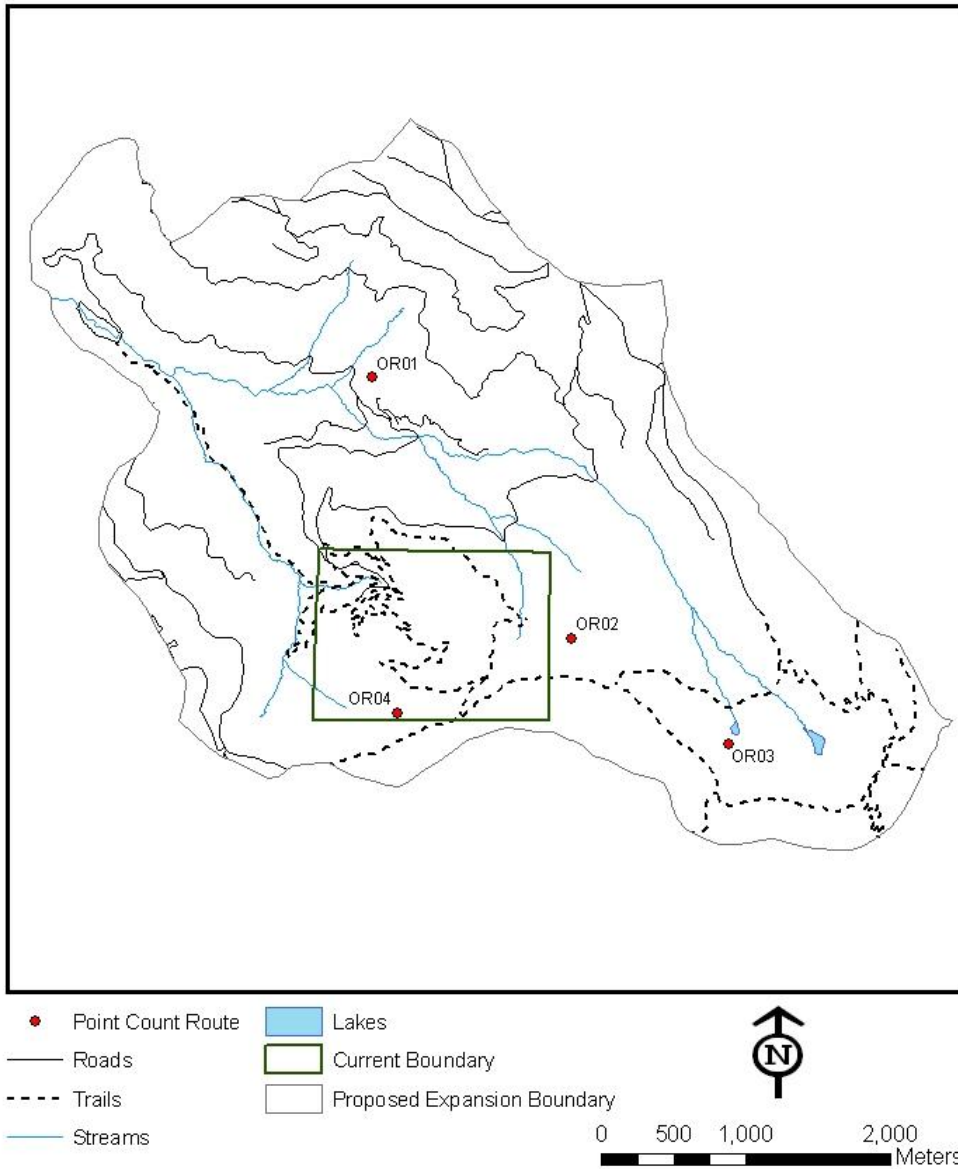 OR01
OR02
OR04
OR03
Point Count Route
Lakes
Roads
Current Boundary
Trails
Proposed Expansion Boundary
Streams
N
0 500 1,000 2,000
Meters